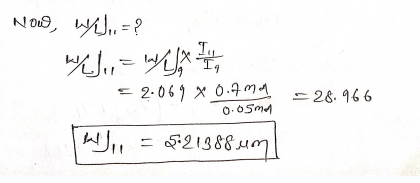 Now, W/L)₁₁ = ?
W/L)₁₁ = W/L)₉ × I₁₁/I₉
= 2.069 × 0.7mA/0.05mA = 28.966
W)₁₁ = 5.21388 μm